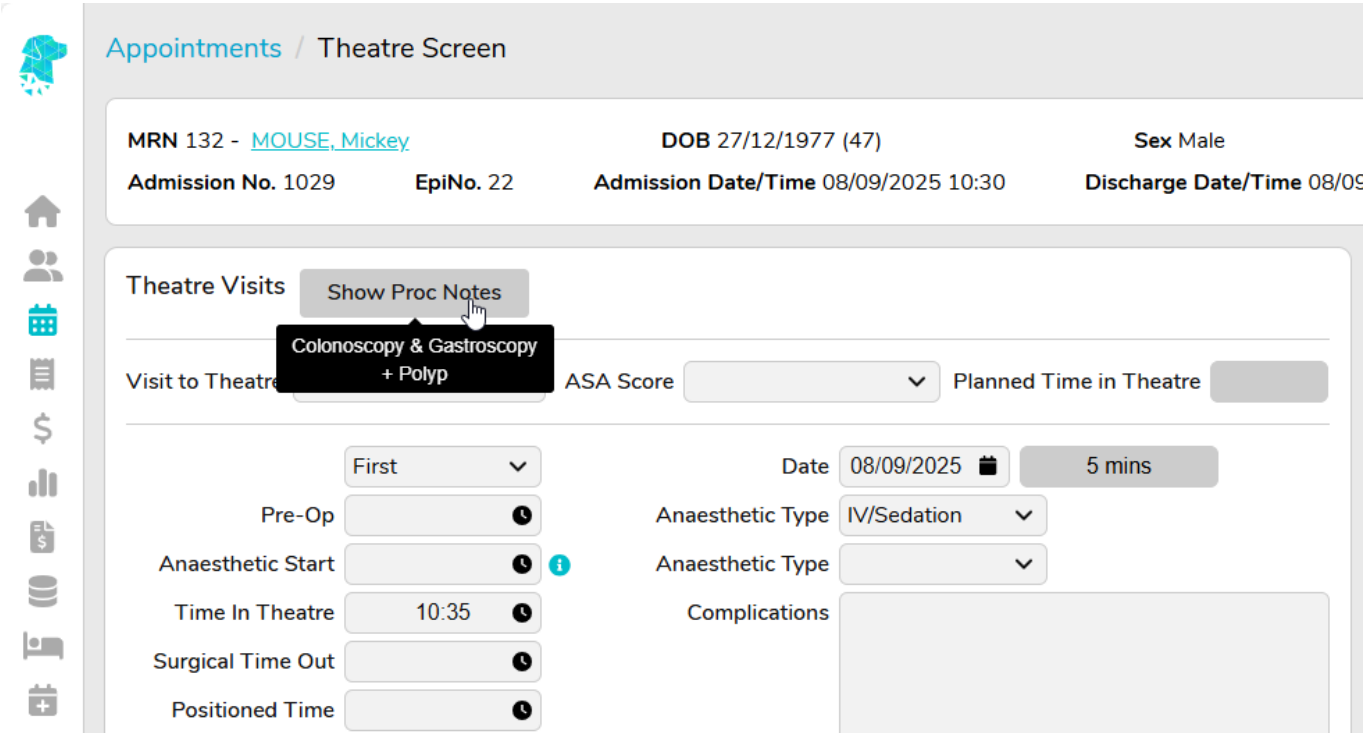 Appointments / Theatre Screen
MRN 132 - MOUSE, Mickey DOB 27/12/1977 (47) Sex Male
Admission No. 1029 EpiNo. 22 Admission Date/Time 08/09/2025 10:30 Discharge Date/Time 08/09
Theatre Visits Show Proc Notes
Colonoscopy & Gastroscopy
+ Polyp
Visit to Theatre ASA Score Planned Time in Theatre
First Date 08/09/2025 5 mins
Pre-Op Anaesthetic Type IV/Sedation
Anaesthetic Start Anaesthetic Type
Time In Theatre 10:35 Complications
Surgical Time Out
Positioned Time